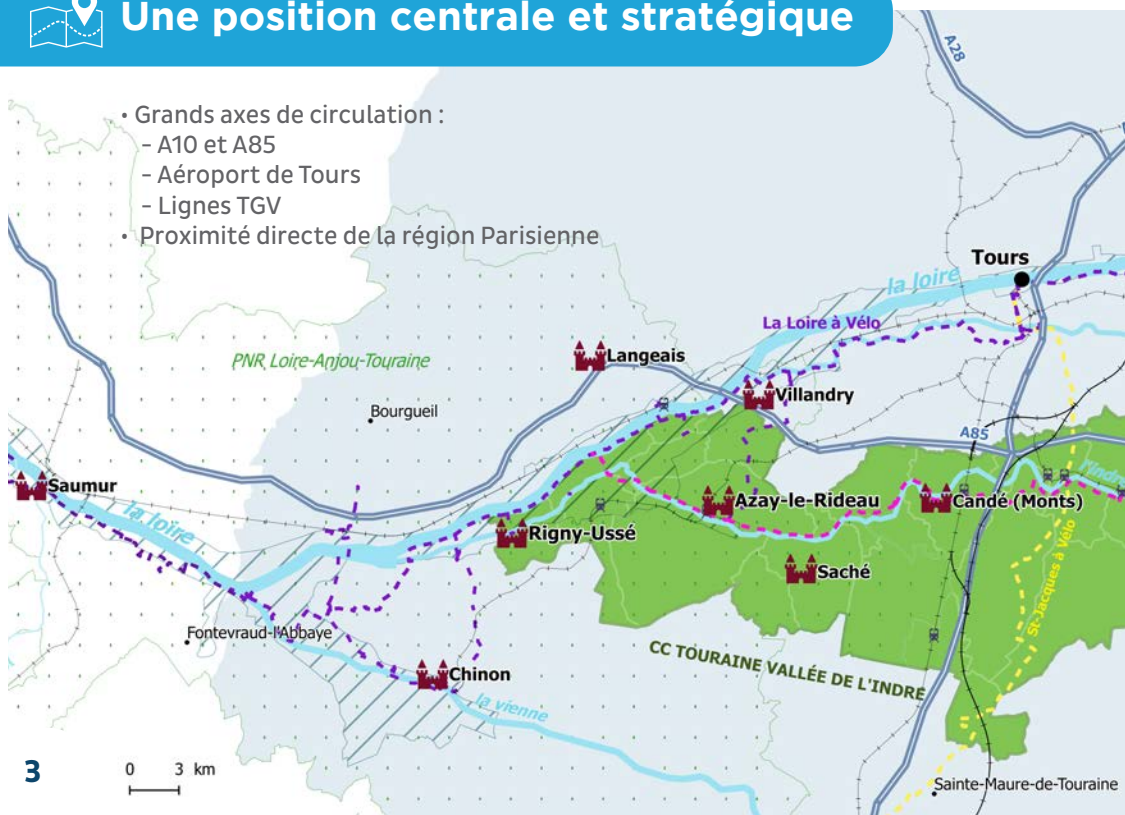 Une position centrale et stratégique
• Grands axes de circulation :
- A10 et A85
- Aéroport de Tours
- Lignes TGV
• Proximité directe de la région Parisienne
A28
Tours
la loire
La Loire à Vélo
PNR Loire-Anjou-Touraine
Langeais
Villandry
Bourgueil
A85
l'Indre
Saumur
Azay-le-Rideau
Candé (Monts)
la loire
Rigny-Ussé
Saché
St-Jacques à Vélo
Fontevraud-l'Abbaye
CC TOURAINE VALLÉE DE L'INDRE
Chinon
la vienne
3
0 3 km
Sainte-Maure-de-Touraine